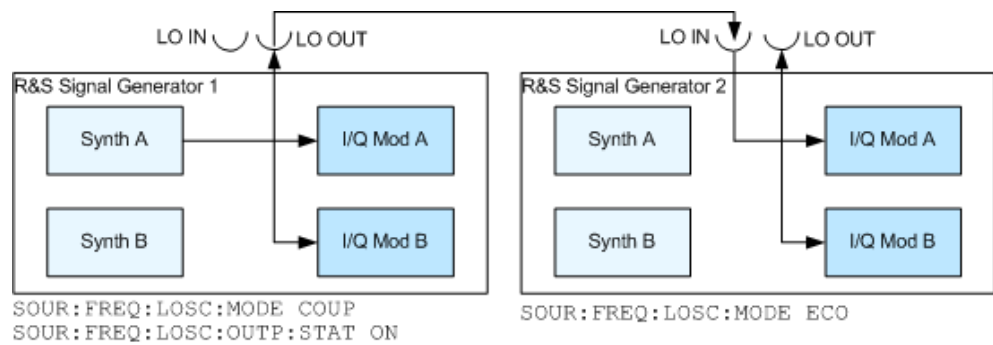 LO IN LO OUT LO IN LO OUT
R&S Signal Generator 1 R&S Signal Generator 2
Synth A I/Q Mod A Synth A I/Q Mod A
Synth B I/Q Mod B Synth B I/Q Mod B
SOUR:FREQ:LOSC:MODE COUP SOUR:FREQ:LOSC:MODE ECO
SOUR:FREQ:LOSC:OUTP:STAT ON